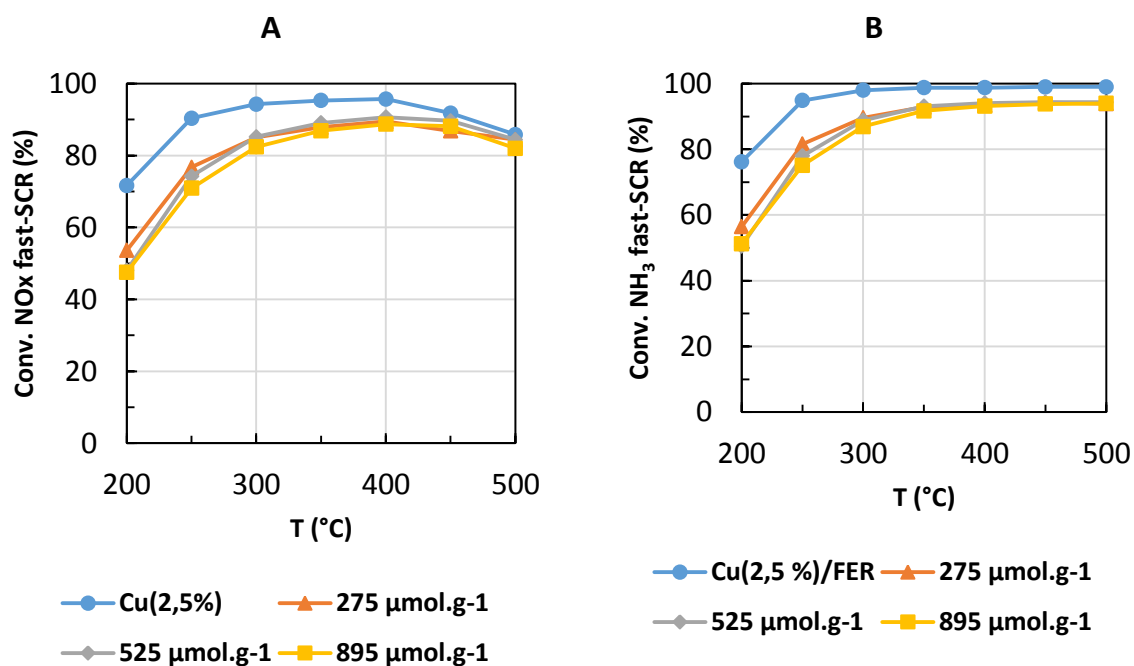 A
Conv. NOx fast-SCR (%)
100
80
60
40
20
0
200 300 400 500
T (°C)
Cu(2,5%) 275 µmol.g-1
525 µmol.g-1 895 µmol.g-1
B
Conv. NH₃ fast-SCR (%)
100
80
60
40
20
0
200 300 400 500
T (°C)
Cu(2,5 %)/FER 275 µmol.g-1
525 µmol.g-1 895 µmol.g-1